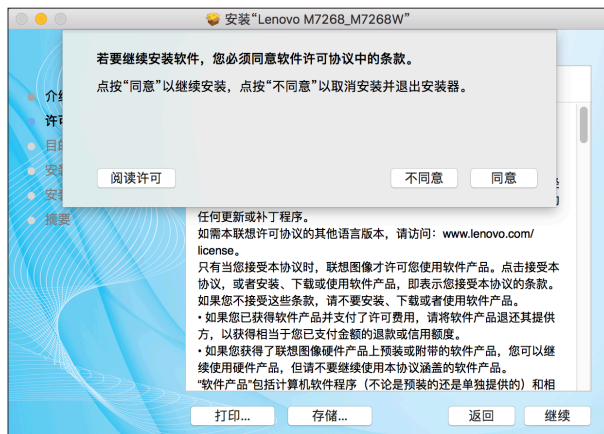 安装“Lenovo M7268_M7268W”
若要继续安装软件，您必须同意软件许可协议中的条款。
点按“同意”以继续安装，点按“不同意”以取消安装并退出安装器。
阅读许可
不同意
同意
介
许
目
安
安
摘要
任何更新或补丁程序。
如需本联想许可协议的其他语言版本，请访问：www.lenovo.com/
license。
只有当您接受本协议时，联想图像才许可您使用软件产品。点击接受本
协议，或者安装、下载或使用软件产品，即表示您接受本协议的条款。
如果您不接受这些条款，请不要安装、下载或者使用软件产品。
• 如果您已获得软件产品并支付了许可费用，请将软件产品退还其提供
方，以获得相当于您已支付金额的退款或信用额度。
• 如果您获得了联想图像硬件产品上预装或附带的软件产品，您可以继
续使用硬件产品，但请不要继续使用本协议涵盖的软件产品。
“软件产品”包括计算机软件程序（不论是预装的还是单独提供的）和相
打印...
存储...
返回
继续